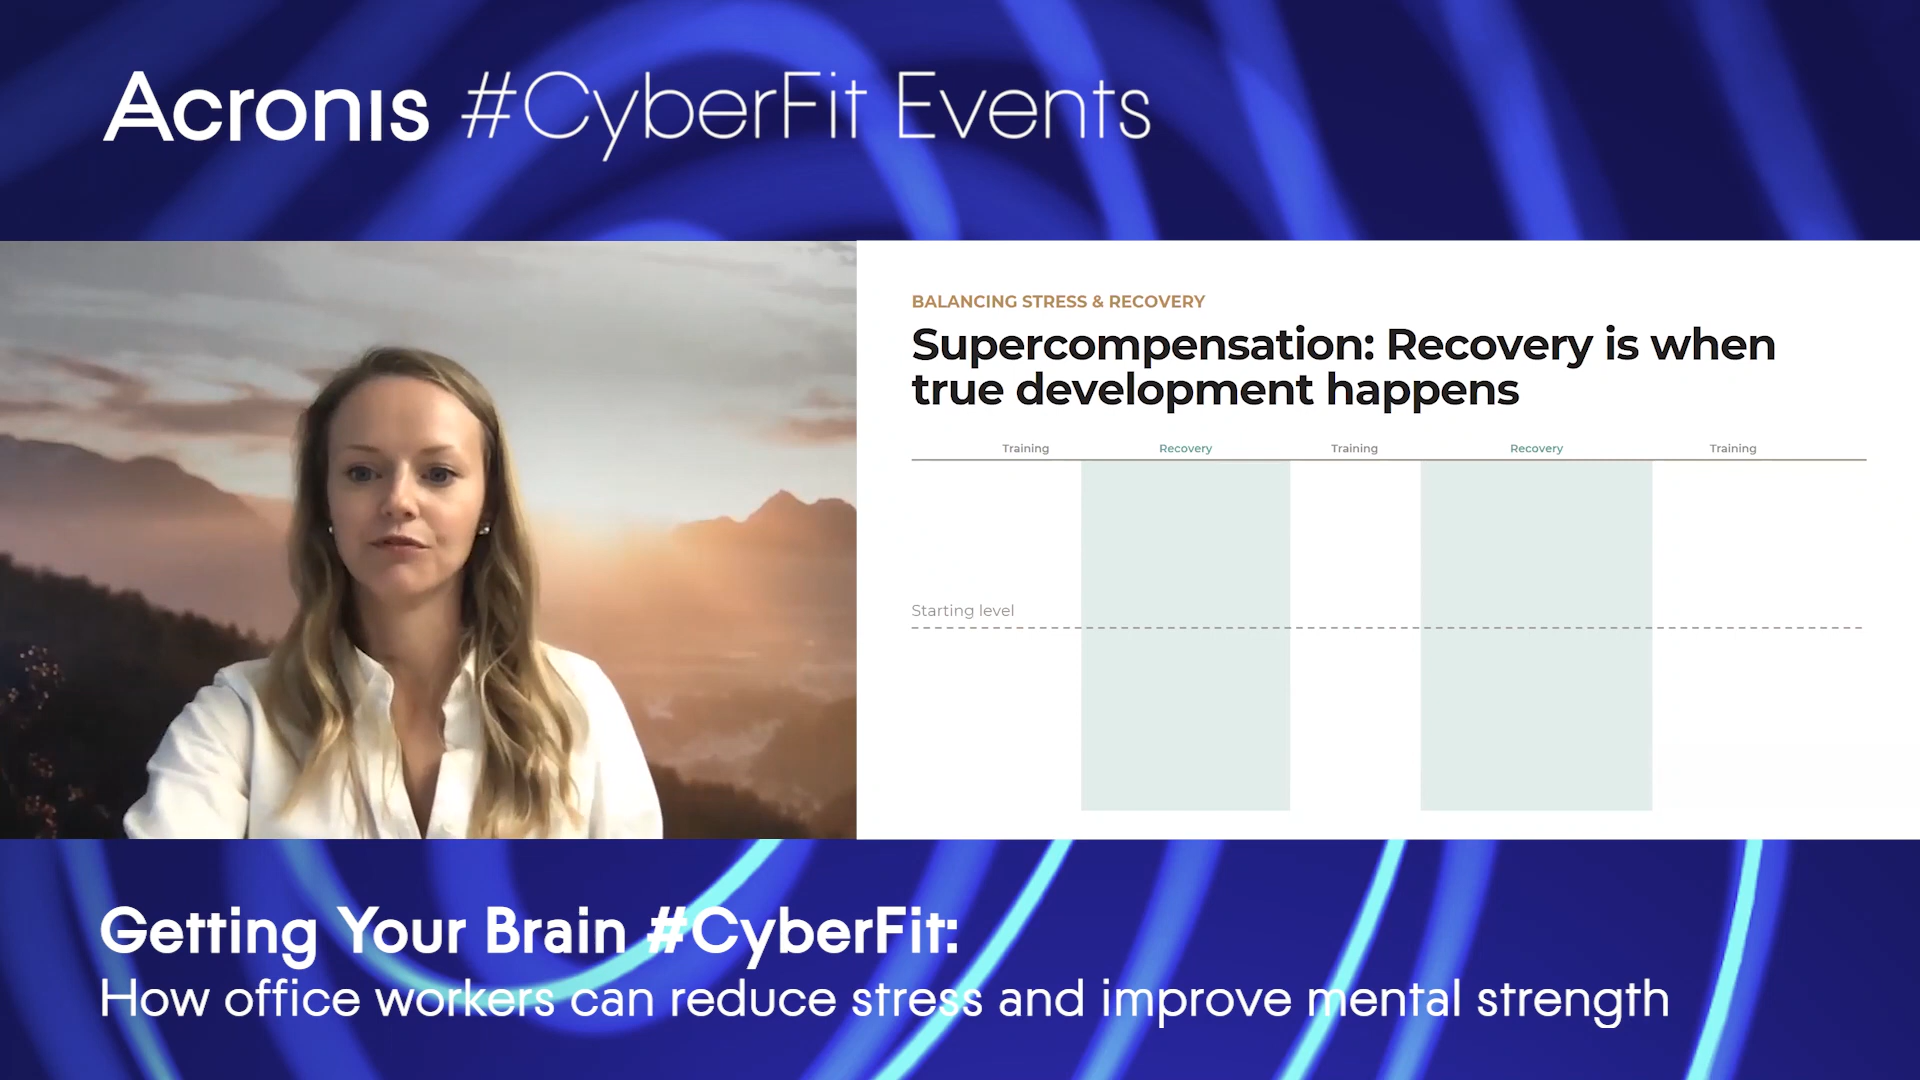 Acronis #CyberFit Events
BALANCING STRESS & RECOVERY
Supercompensation: Recovery is when
true development happens
Training Recovery Training Recovery Training
Starting level
Getting Your Brain #CyberFit:
How office workers can reduce stress and improve mental strength